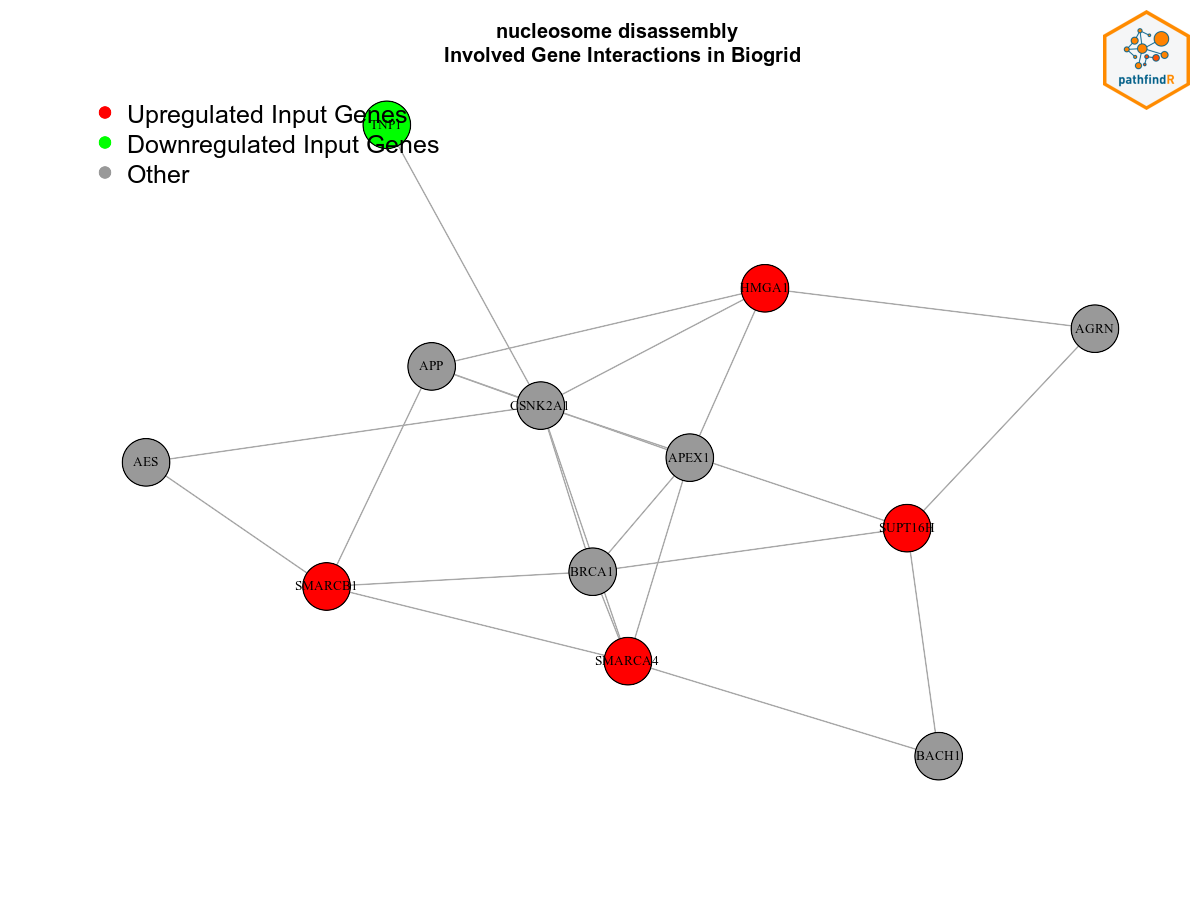 nucleosome disassembly
Involved Gene Interactions in Biogrid
pathfindR
Upregulated Input Genes
TNP1
Downregulated Input Genes
Other
HMGA1
AGRN
APP
CSNK2A1
APEX1
AES
SUPT16H
BRCA1
SMARCB1
SMARCA4
BACH1